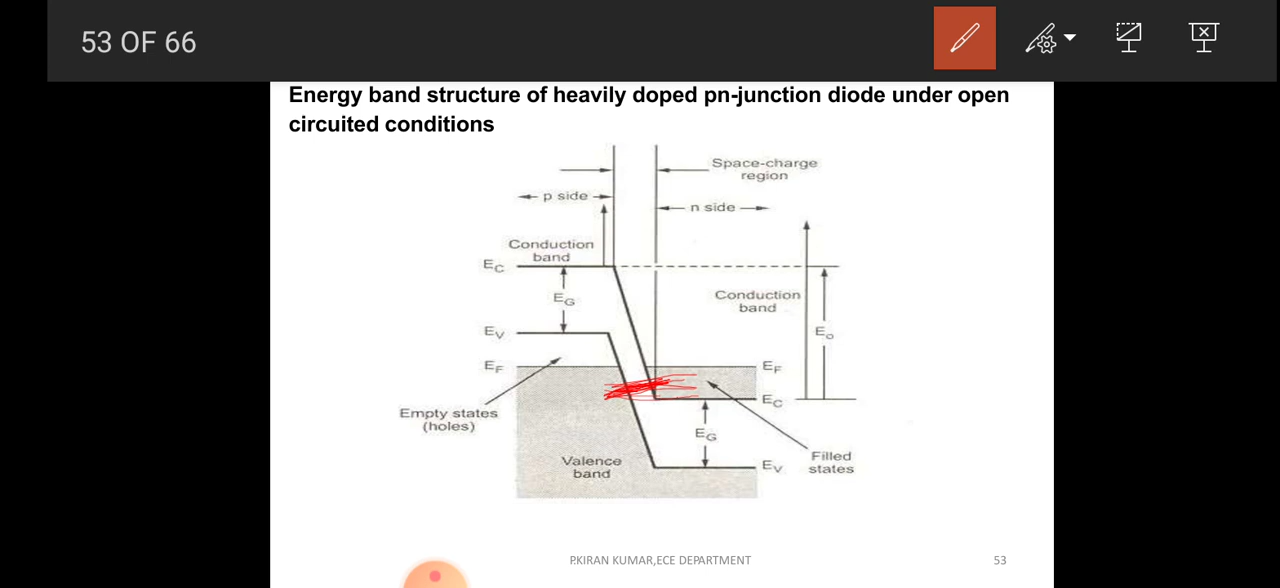 53 OF 66
Energy band structure of heavily doped pn-junction diode under open
circuited conditions
Space-charge
region
p side
n side
Conduction
band
EC
EG
Conduction
band
EV
Eo
EF
EF
EC
Empty states
(holes)
EG
Filled
states
Valence
band
EV
P.KIRAN KUMAR,ECE DEPARTMENT
53